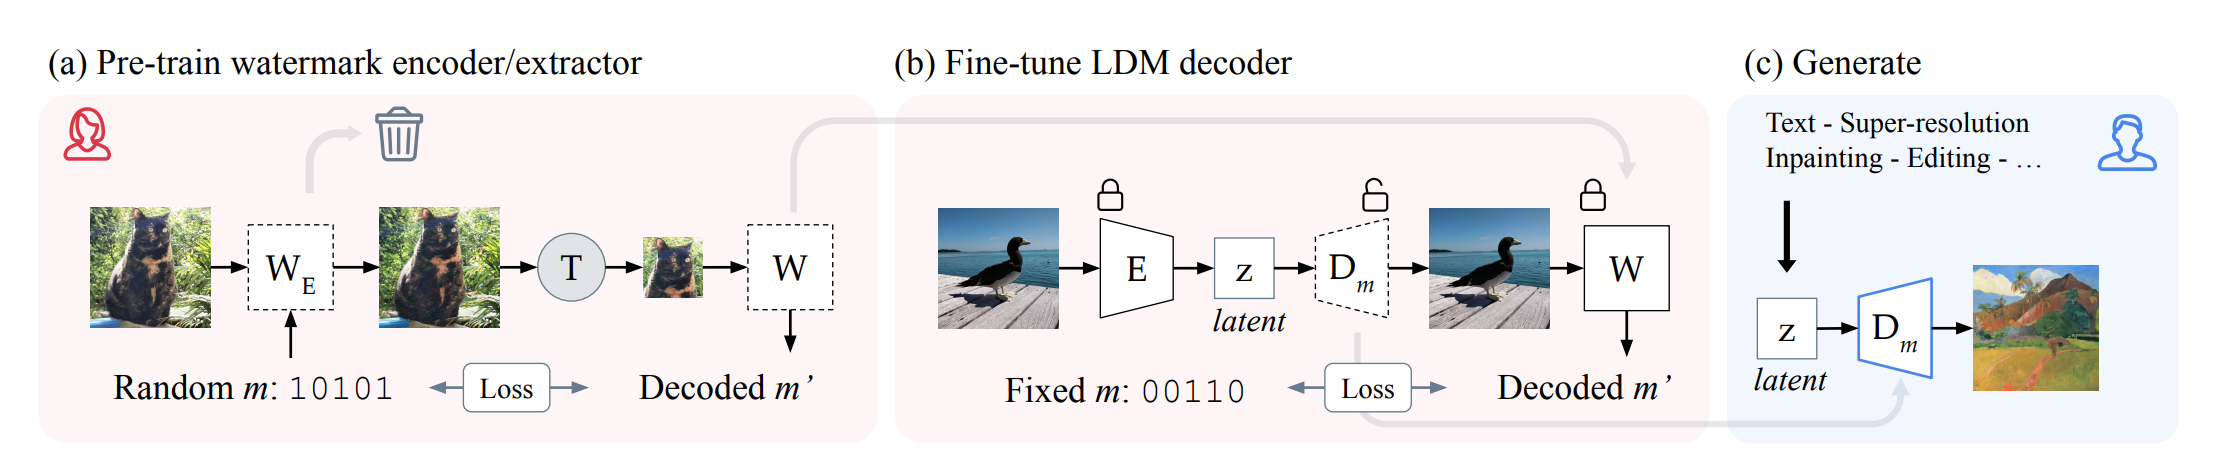 (a) Pre-train watermark encoder/extractor
W_E
T
W
Random m: 10101
Loss
Decoded m’
(b) Fine-tune LDM decoder
E
z
latent
D_m
W
Fixed m: 00110
Loss
Decoded m’
(c) Generate
Text - Super-resolution
Inpainting - Editing - …
z
latent
D_m